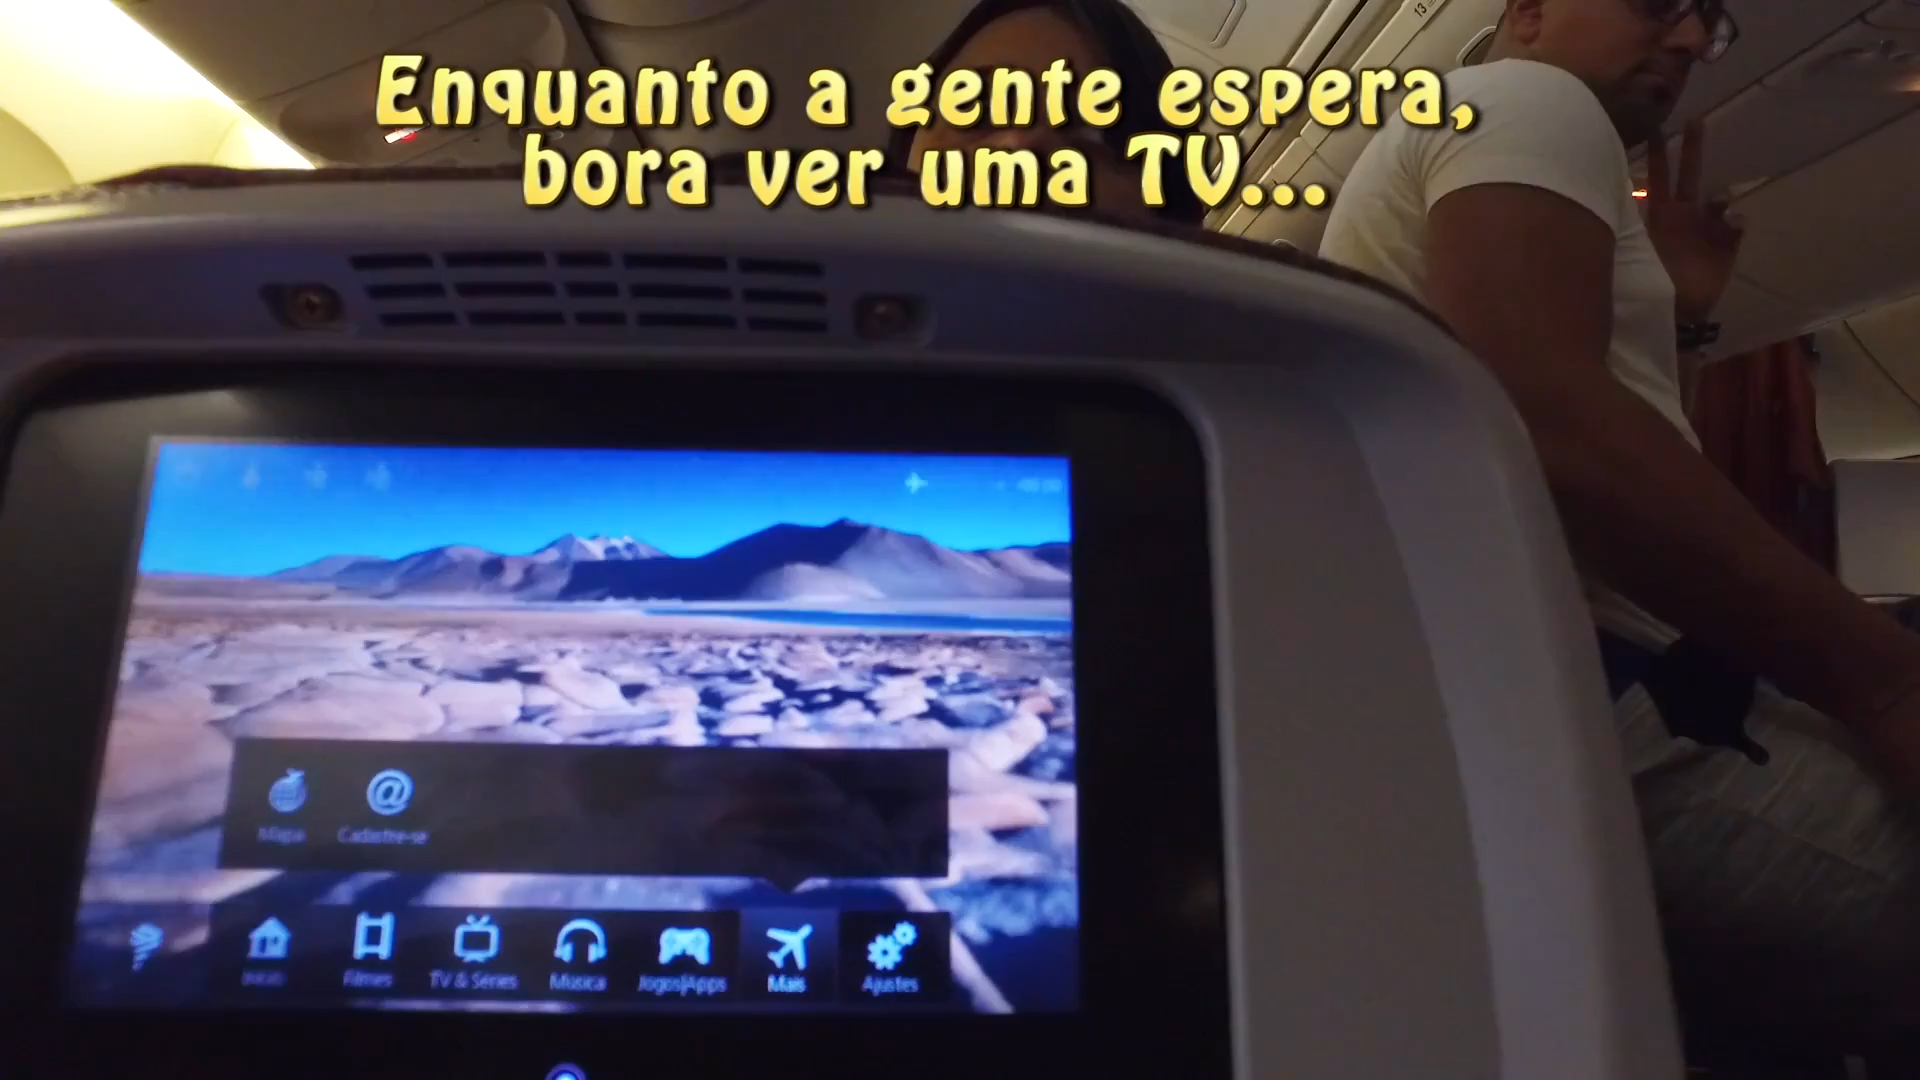 13
Enquanto a gente espera,
bora ver uma TV...
Mapa
Cadastre-se
Início
Filmes
TV & Séries
Música
Jogos|Apps
Mais
Ajustes